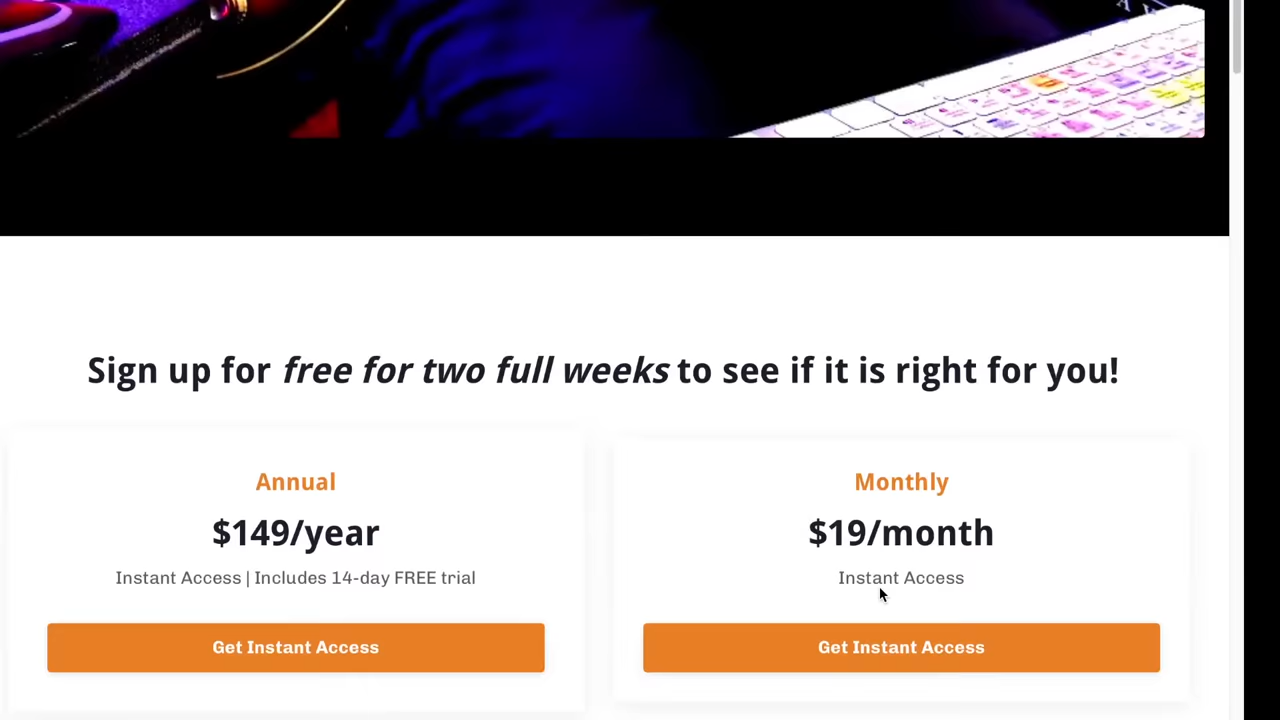 Sign up for free for two full weeks to see if it is right for you!
Annual
$149/year
Instant Access | Includes 14-day FREE trial
Get Instant Access
Monthly
$19/month
Instant Access
Get Instant Access